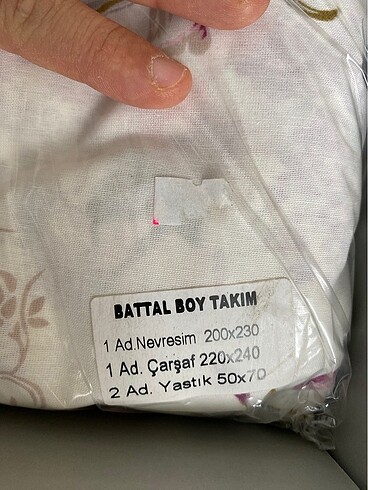 BATTAL BOY TAKIM
1 Ad.Nevresim 200x230
1 Ad. Çarşaf 220x240
2 Ad. Yastık 50x70